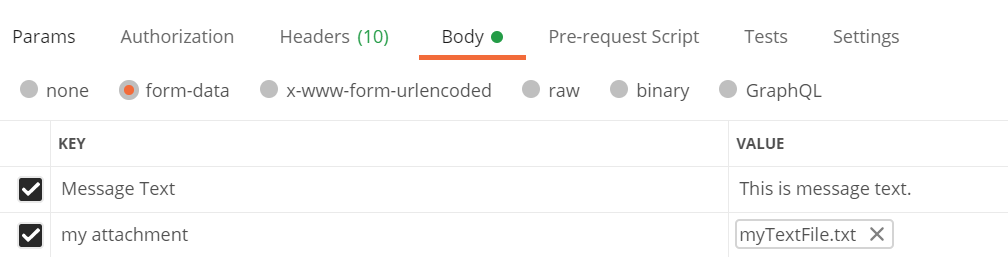 Params Authorization Headers (10) Body Pre-request Script Tests Settings
none form-data x-www-form-urlencoded raw binary GraphQL
KEY VALUE
Message Text This is message text.
my attachment myTextFile.txt